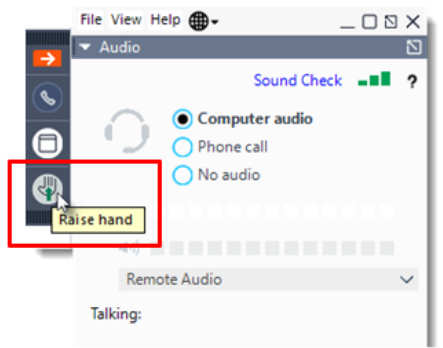 File View Help
Audio
Sound Check ?
Computer audio
Phone call
No audio
Raise hand
Remote Audio
Talking: